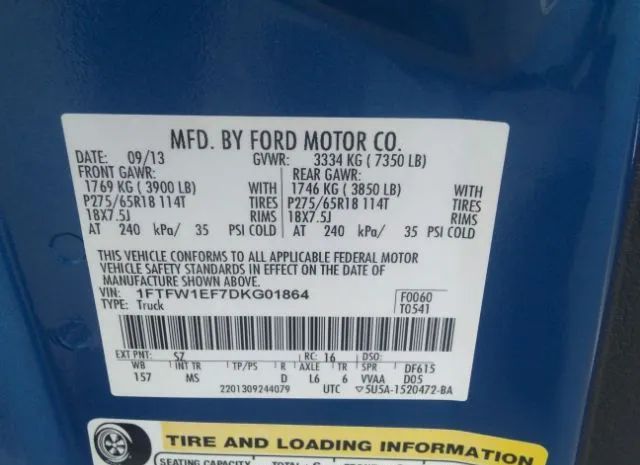 MFD. BY FORD MOTOR CO.
DATE: 09/13 GVWR: 3334 KG ( 7350 LB)
FRONT GAWR: REAR GAWR:
1769 KG ( 3900 LB) WITH 1746 KG ( 3850 LB) WITH
P275/65R18 114T TIRES P275/65R18 114T TIRES
18X7.5J RIMS 18X7.5J RIMS
AT 240 kPa/ 35 PSI COLD AT 240 kPa/ 35 PSI COLD
THIS VEHICLE CONFORMS TO ALL APPLICABLE FEDERAL MOTOR
VEHICLE SAFETY STANDARDS IN EFFECT ON THE DATE OF
MANUFACTURE SHOWN ABOVE.
VIN: 1FTFW1EF7DKG01864 F0060
TYPE: Truck T0541
EXT PNT: SZ RC: 16 DSO:
WB INT TR TP/PS R AXLE TR SPR DF615
157 MS D L6 6 VVAA D05
2201309244079 UTC ▽5U5A-1520472-BA
TIRE AND LOADING INFORMATION
SEATING CAPACITY